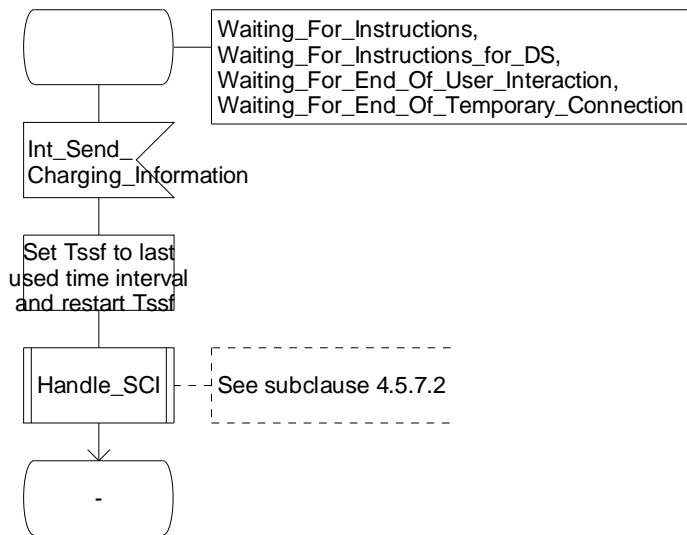 Waiting_For_Instructions,
Waiting_For_Instructions_for_DS,
Waiting_For_End_Of_User_Interaction,
Waiting_For_End_Of_Temporary_Connection
Int_Send_
Charging_Information
Set Tssf to last
used time interval
and restart Tssf
Handle_SCI
See subclause 4.5.7.2
-